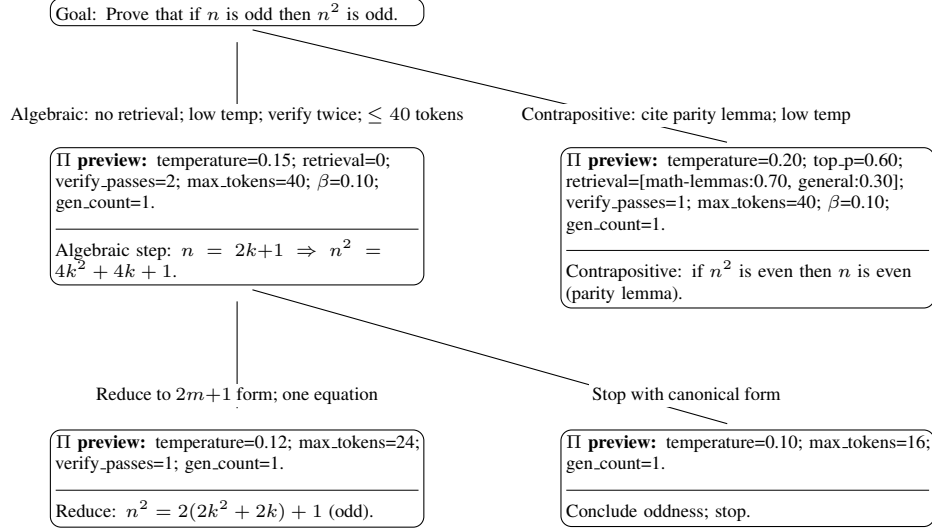 Goal: Prove that if n is odd then n² is odd.
Algebraic: no retrieval; low temp; verify twice; ≤ 40 tokens
Contrapositive: cite parity lemma; low temp
Π preview: temperature=0.15; retrieval=0;
verify_passes=2; max_tokens=40; β=0.10;
gen_count=1.
Algebraic step: n = 2k+1 ⇒ n² =
4k² + 4k + 1.
Π preview: temperature=0.20; top_p=0.60;
retrieval=[math-lemmas:0.70, general:0.30];
verify_passes=1; max_tokens=40; β=0.10;
gen_count=1.
Contrapositive: if n² is even then n is even
(parity lemma).
Reduce to 2m+1 form; one equation
Stop with canonical form
Π preview: temperature=0.12; max_tokens=24;
verify_passes=1; gen_count=1.
Reduce: n² = 2(2k² + 2k) + 1 (odd).
Π preview: temperature=0.10; max_tokens=16;
gen_count=1.
Conclude oddness; stop.